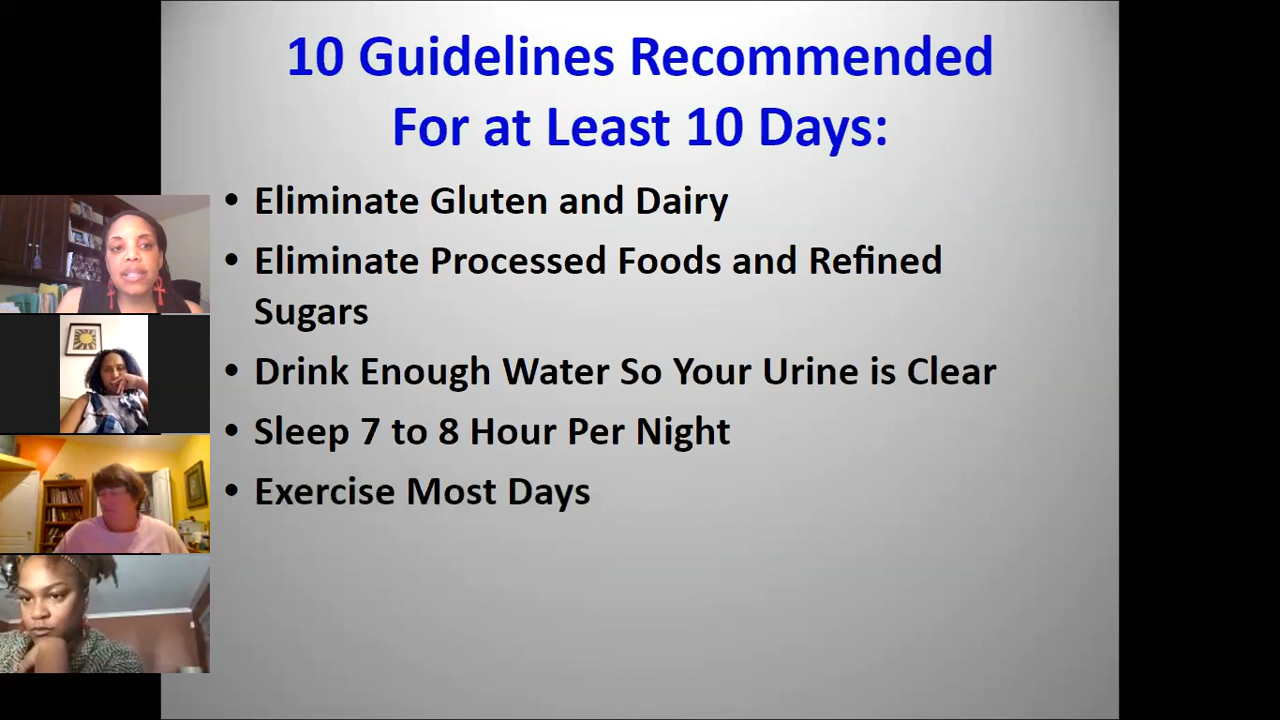 10 Guidelines Recommended
For at Least 10 Days:
• Eliminate Gluten and Dairy
• Eliminate Processed Foods and Refined
Sugars
• Drink Enough Water So Your Urine is Clear
• Sleep 7 to 8 Hour Per Night
• Exercise Most Days